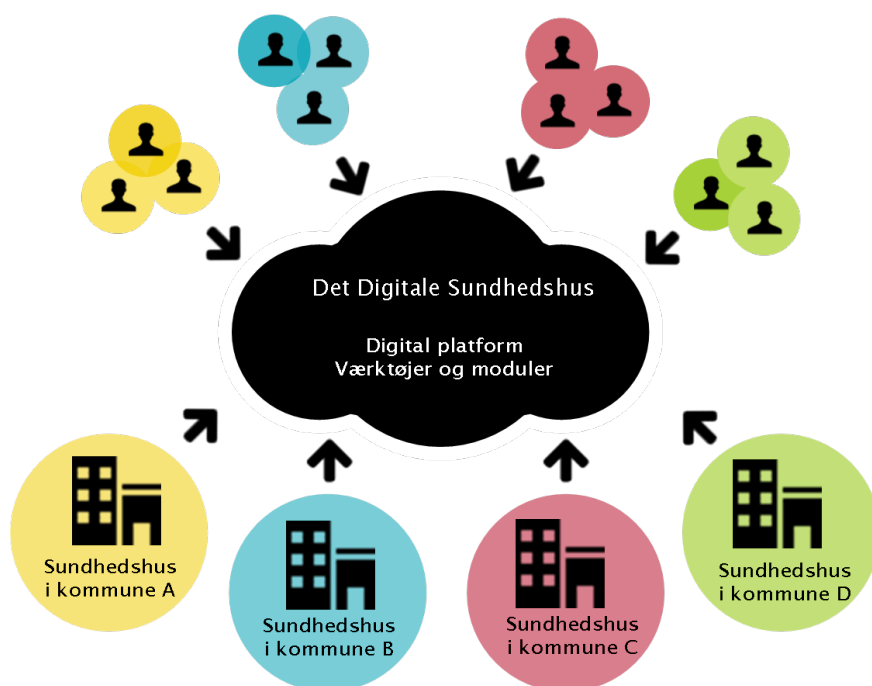 Det Digitale Sundhedshus
Digital platform
Værktøjer og moduler
Sundhedshus
i kommune A
Sundhedshus
i kommune B
Sundhedshus
i kommune C
Sundhedshus
i kommune D